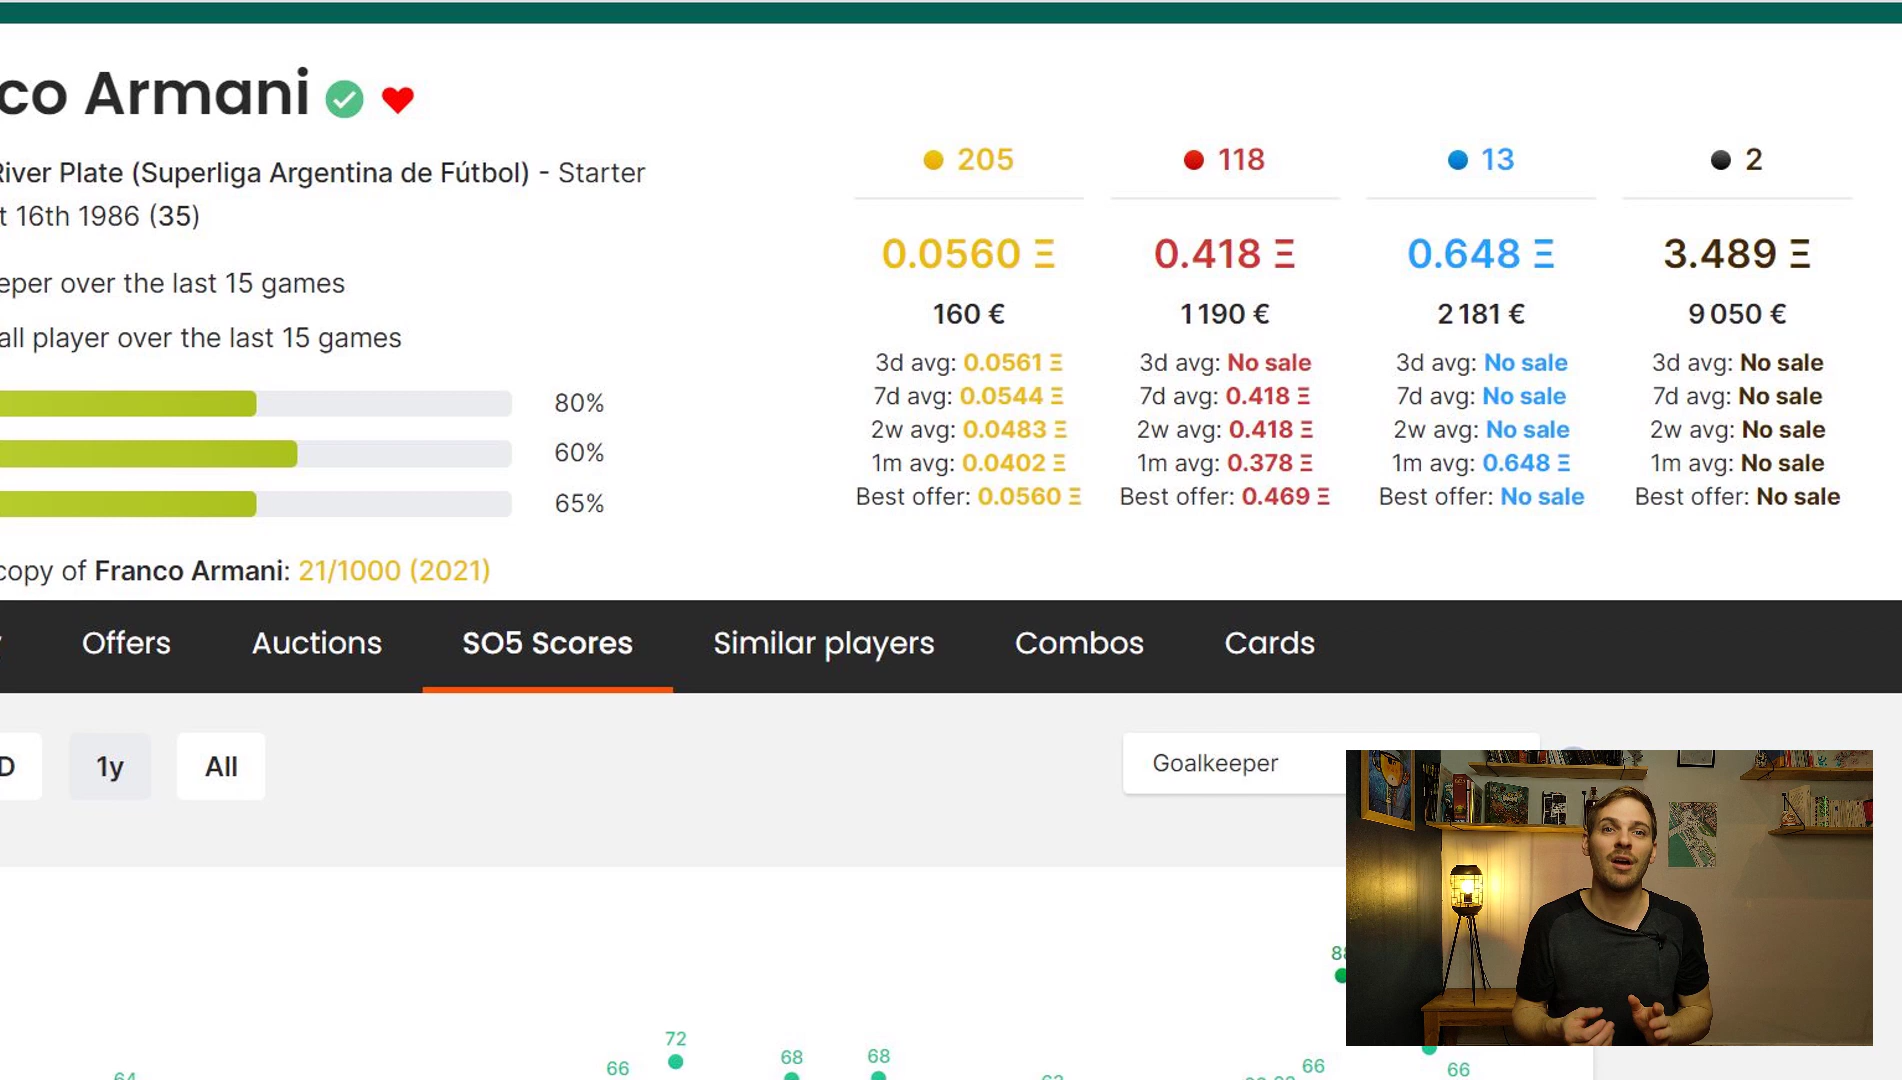 co Armani
River Plate (Superliga Argentina de Fútbol) - Starter
t 16th 1986 (35)
eper over the last 15 games
all player over the last 15 games
80%
60%
65%
copy of Franco Armani: 21/1000 (2021)
205
0.0560 Ξ
160 €
3d avg: 0.0561 Ξ
7d avg: 0.0544 Ξ
2w avg: 0.0483 Ξ
1m avg: 0.0402 Ξ
Best offer: 0.0560 Ξ
118
0.418 Ξ
1 190 €
3d avg: No sale
7d avg: 0.418 Ξ
2w avg: 0.418 Ξ
1m avg: 0.378 Ξ
Best offer: 0.469 Ξ
13
0.648 Ξ
2 181 €
3d avg: No sale
7d avg: No sale
2w avg: No sale
1m avg: 0.648 Ξ
Best offer: No sale
2
3.489 Ξ
9 050 €
3d avg: No sale
7d avg: No sale
2w avg: No sale
1m avg: No sale
Best offer: No sale
Offers Auctions SO5 Scores Similar players Combos Cards
D 1y All
Goalkeeper
72
66
68
68
66
66